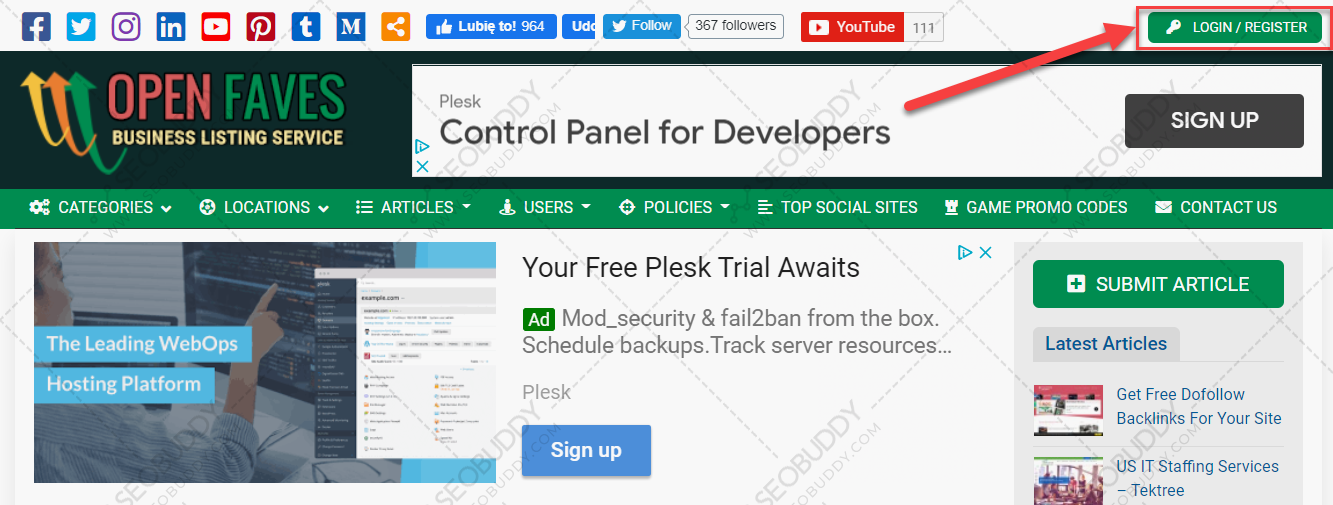 Lubię to! 964
Udo
Follow
367 followers
YouTube
111
LOGIN / REGISTER
OPEN FAVES
BUSINESS LISTING SERVICE
Plesk
Control Panel for Developers
SIGN UP
CATEGORIES
LOCATIONS
ARTICLES
USERS
POLICIES
TOP SOCIAL SITES
GAME PROMO CODES
CONTACT US
The Leading WebOps
Hosting Platform
plesk
example.com
Your Free Plesk Trial Awaits
Ad Mod_security & fail2ban from the box.
Schedule backups.Track server resources...
Plesk
Sign up
SUBMIT ARTICLE
Latest Articles
Get Free Dofollow
Backlinks For Your Site
US IT Staffing Services
– Tektree
SEOBUDDY
WWW.SEOBUDDY.COM